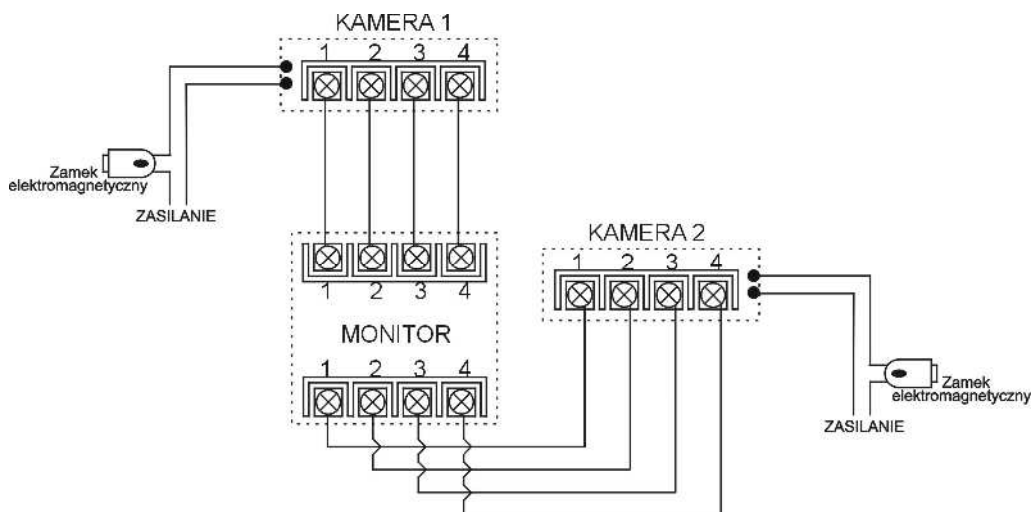 KAMERA 1
1 2 3 4
Zamek
elektromagnetyczny
ZASILANIE
1 2 3 4
MONITOR
1 2 3 4
KAMERA 2
1 2 3 4
Zamek
elektromagnetyczny
ZASILANIE